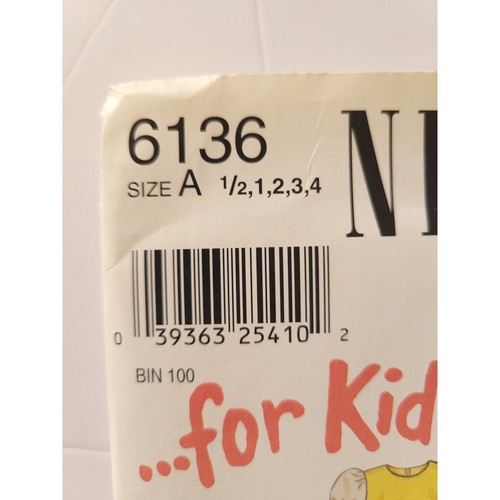 6136
SIZE A 1/2,1,2,3,4
0 39363 25410 2
BIN 100
...for Kid